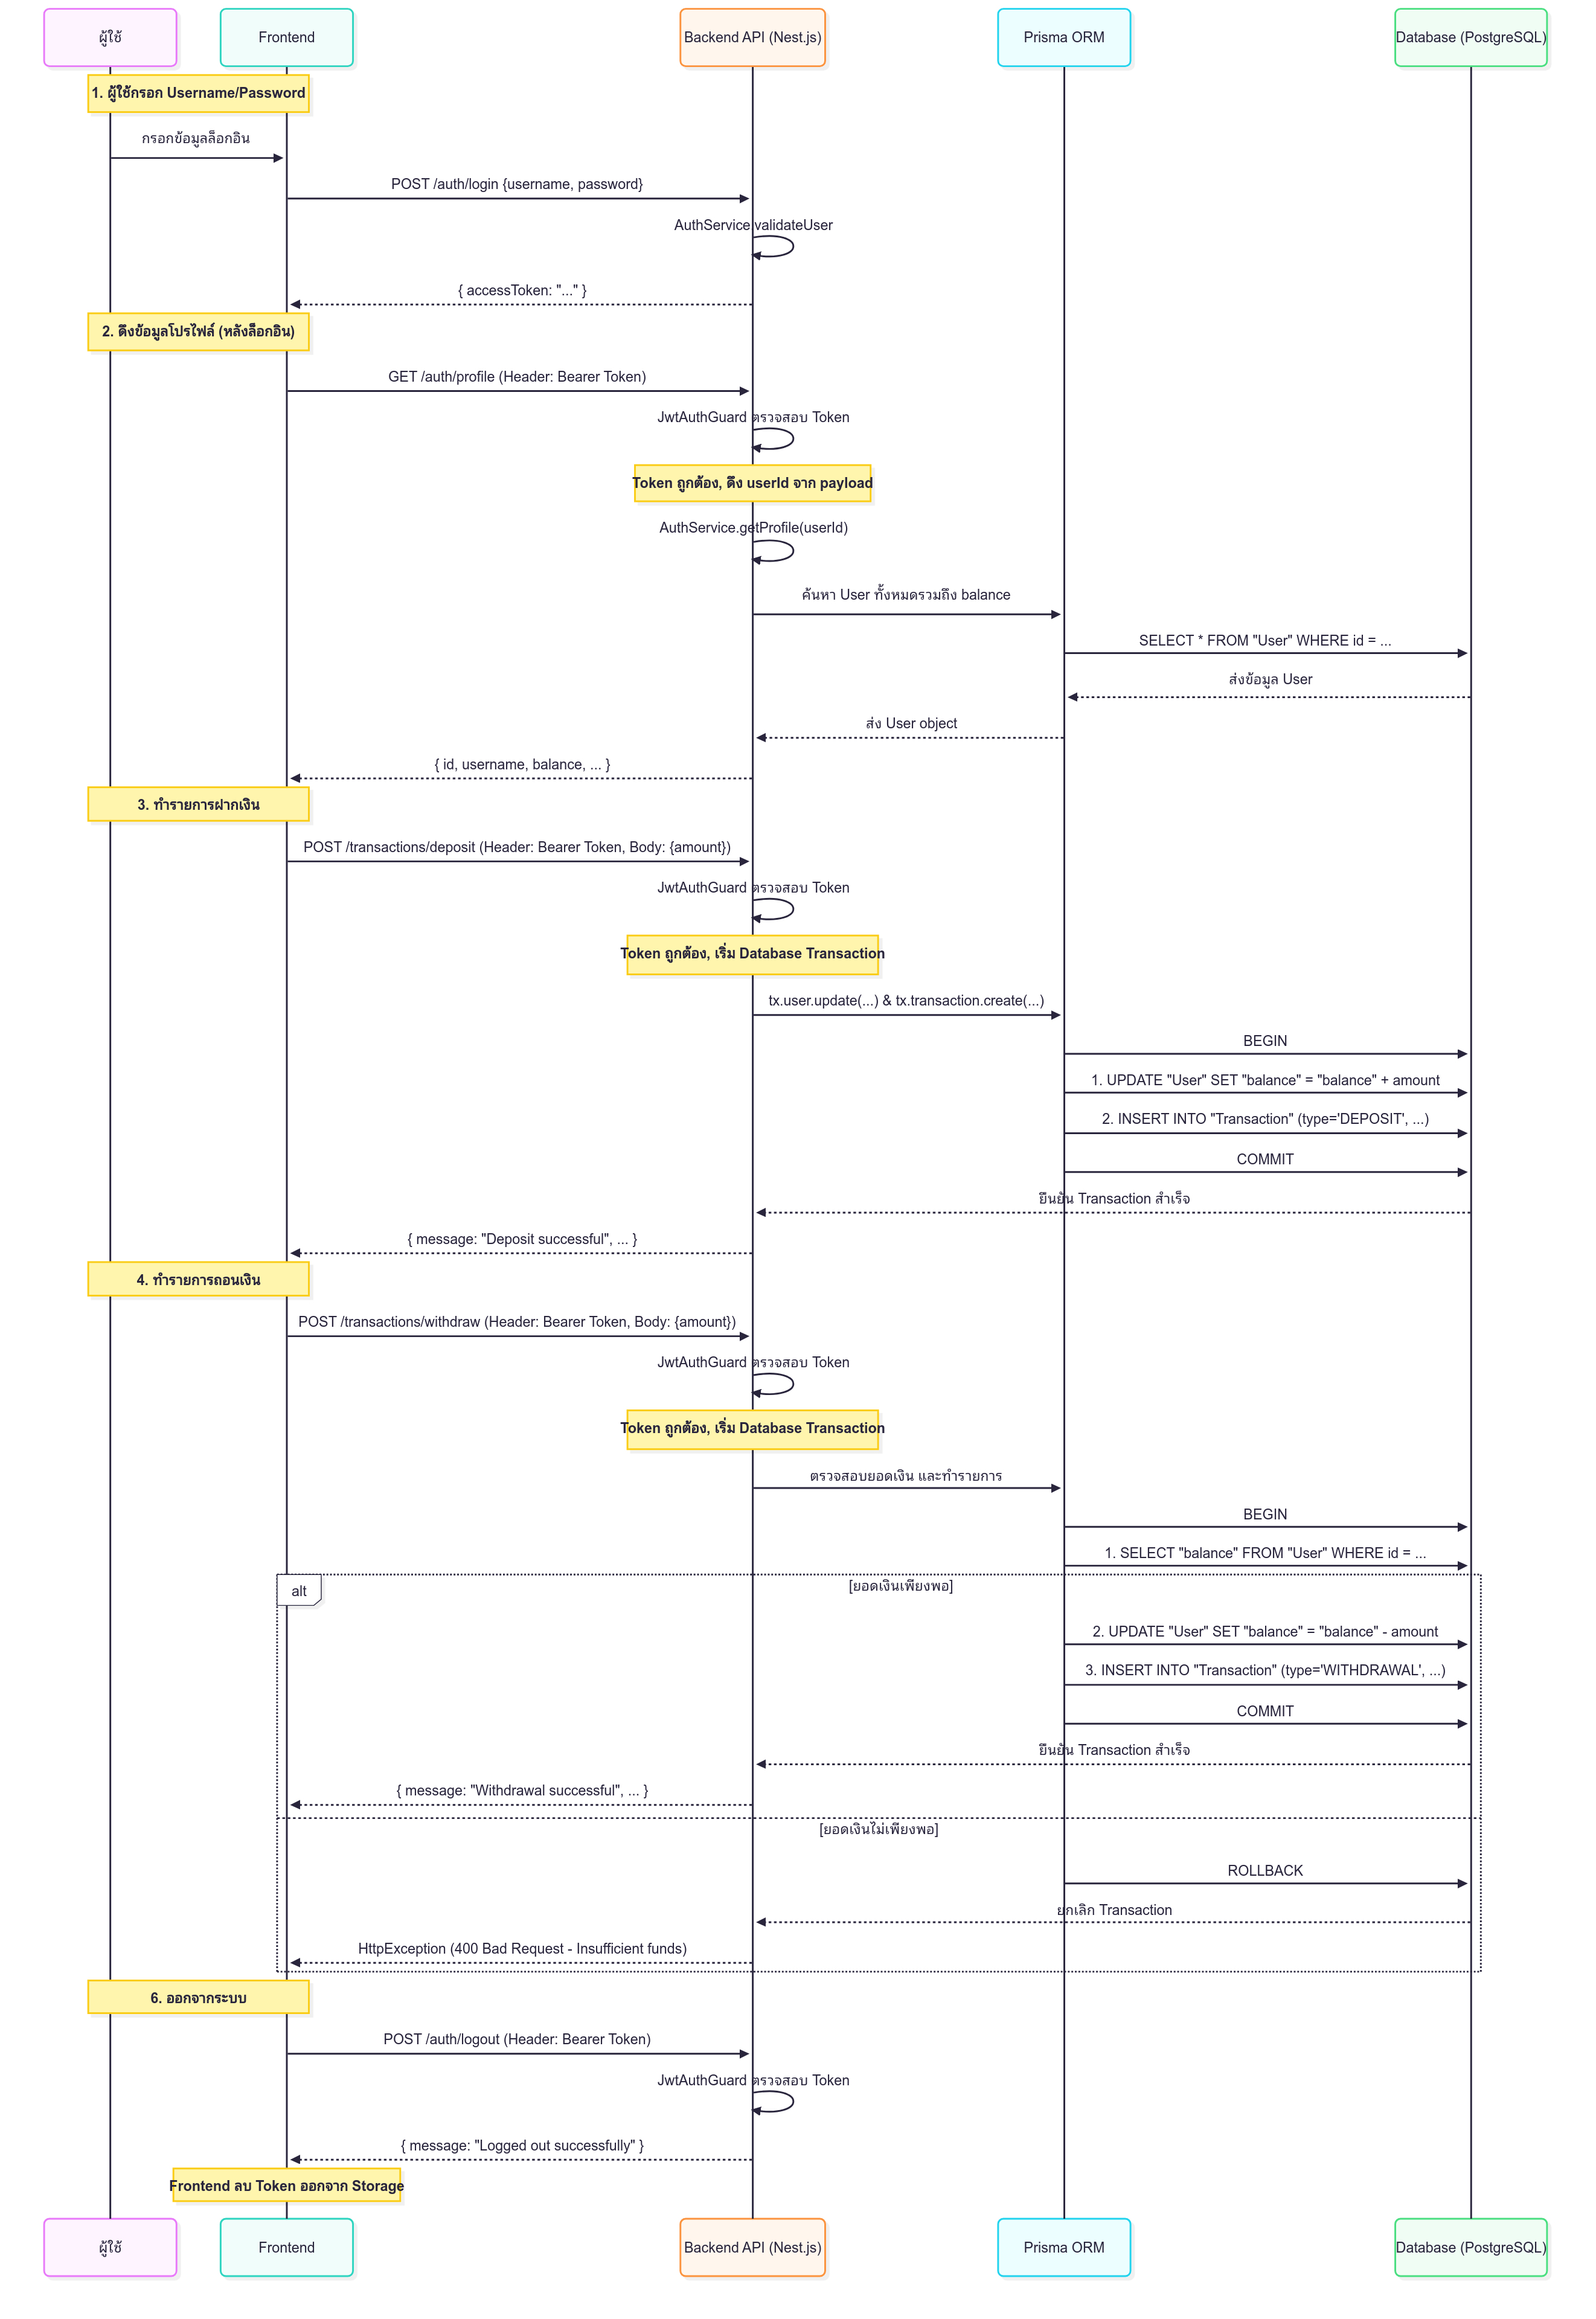 ผู้ใช้
Frontend
Backend API (Nest.js)
Prisma ORM
Database (PostgreSQL)
1. ผู้ใช้กรอก Username/Password
กรอกข้อมูลล็อกอิน
POST /auth/login {username, password}
AuthService.validateUser
{ accessToken: "..." }
2. ดึงข้อมูลโปรไฟล์ (หลังล็อกอิน)
GET /auth/profile (Header: Bearer Token)
JwtAuthGuard ตรวจสอบ Token
Token ถูกต้อง, ดึง userId จาก payload
AuthService.getProfile(userId)
ค้นหา User ทั้งหมดรวมถึง balance
SELECT * FROM "User" WHERE id = ...
ส่งข้อมูล User
ส่ง User object
{ id, username, balance, ... }
3. ทำรายการฝากเงิน
POST /transactions/deposit (Header: Bearer Token, Body: {amount})
JwtAuthGuard ตรวจสอบ Token
Token ถูกต้อง, เริ่ม Database Transaction
tx.user.update(...) & tx.transaction.create(...)
BEGIN
1. UPDATE "User" SET "balance" = "balance" + amount
2. INSERT INTO "Transaction" (type='DEPOSIT', ...)
COMMIT
ยืนยัน Transaction สำเร็จ
{ message: "Deposit successful", ... }
4. ทำรายการถอนเงิน
POST /transactions/withdraw (Header: Bearer Token, Body: {amount})
JwtAuthGuard ตรวจสอบ Token
Token ถูกต้อง, เริ่ม Database Transaction
ตรวจสอบยอดเงิน และทำรายการ
BEGIN
1. SELECT "balance" FROM "User" WHERE id = ...
alt
[ยอดเงินเพียงพอ]
2. UPDATE "User" SET "balance" = "balance" - amount
3. INSERT INTO "Transaction" (type='WITHDRAWAL', ...)
COMMIT
ยืนยัน Transaction สำเร็จ
{ message: "Withdrawal successful", ... }
[ยอดเงินไม่เพียงพอ]
ROLLBACK
ยกเลิก Transaction
HttpException (400 Bad Request - Insufficient funds)
6. ออกจากระบบ
POST /auth/logout (Header: Bearer Token)
JwtAuthGuard ตรวจสอบ Token
{ message: "Logged out successfully" }
Frontend ลบ Token ออกจาก Storage
ผู้ใช้
Frontend
Backend API (Nest.js)
Prisma ORM
Database (PostgreSQL)